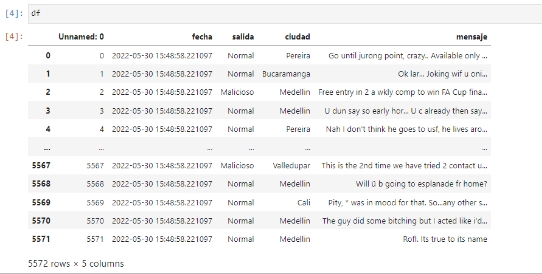 [4]: df
[4]: Unnamed: 0 fecha salida ciudad mensaje
0 0 2022-05-30 15:48:58.221097 Normal Pereira Go until jurong point, crazy.. Available only ...
1 1 2022-05-30 15:48:58.221097 Normal Bucaramanga Ok lar... Joking wif u oni...
2 2 2022-05-30 15:48:58.221097 Malicioso Medellin Free entry in 2 a wkly comp to win FA Cup fina...
3 3 2022-05-30 15:48:58.221097 Normal Medellin U dun say so early hor... U c already then say...
4 4 2022-05-30 15:48:58.221097 Normal Pereira Nah I don't think he goes to usf, he lives aro...
... ... ... ... ... ...
5567 5567 2022-05-30 15:48:58.221097 Malicioso Valledupar This is the 2nd time we have tried 2 contact u...
5568 5568 2022-05-30 15:48:58.221097 Normal Medellin Will ü b going to esplanade fr home?
5569 5569 2022-05-30 15:48:58.221097 Normal Cali Pity, * was in mood for that. So...any other s...
5570 5570 2022-05-30 15:48:58.221097 Normal Medellin The guy did some bitching but I acted like i'd...
5571 5571 2022-05-30 15:48:58.221097 Normal Medellin Rofl. Its true to its name
5572 rows × 5 columns